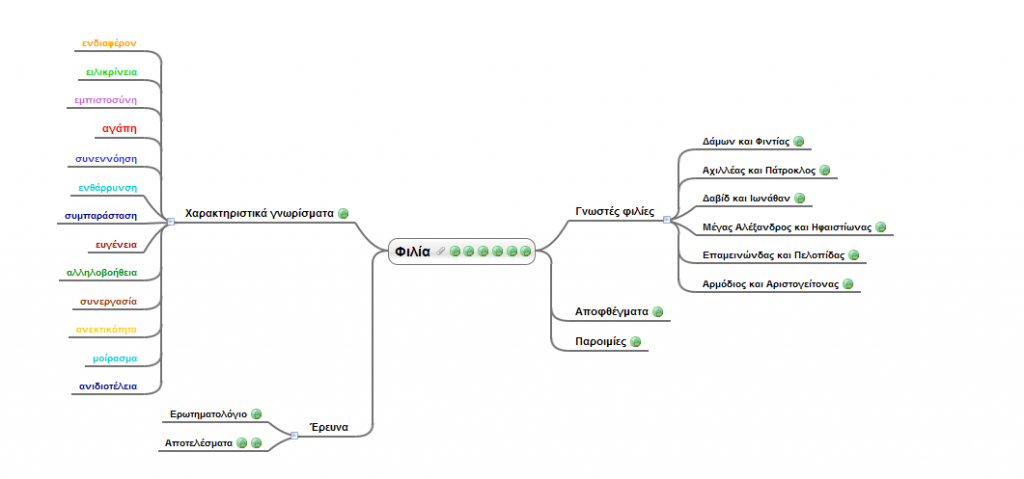 Φιλία
Χαρακτηριστικά γνωρίσματα
ενδιαφέρον
ειλικρίνεια
εμπιστοσύνη
αγάπη
συνεννόηση
ενθάρρυνση
συμπαράσταση
ευγένεια
αλληλοβοήθεια
συνεργασία
ανεκτικότητα
μοίρασμα
ανιδιοτέλεια
Έρευνα
Ερωτηματολόγιο
Αποτελέσματα
Γνωστές φιλίες
Δάμων και Φιντίας
Αχιλλέας και Πάτροκλος
Δαβίδ και Ιωνάθαν
Μέγας Αλέξανδρος και Ηφαιστίωνας
Επαμεινώνδας και Πελοπίδας
Αρμόδιος και Αριστογείτονας
Αποφθέγματα
Παροιμίες